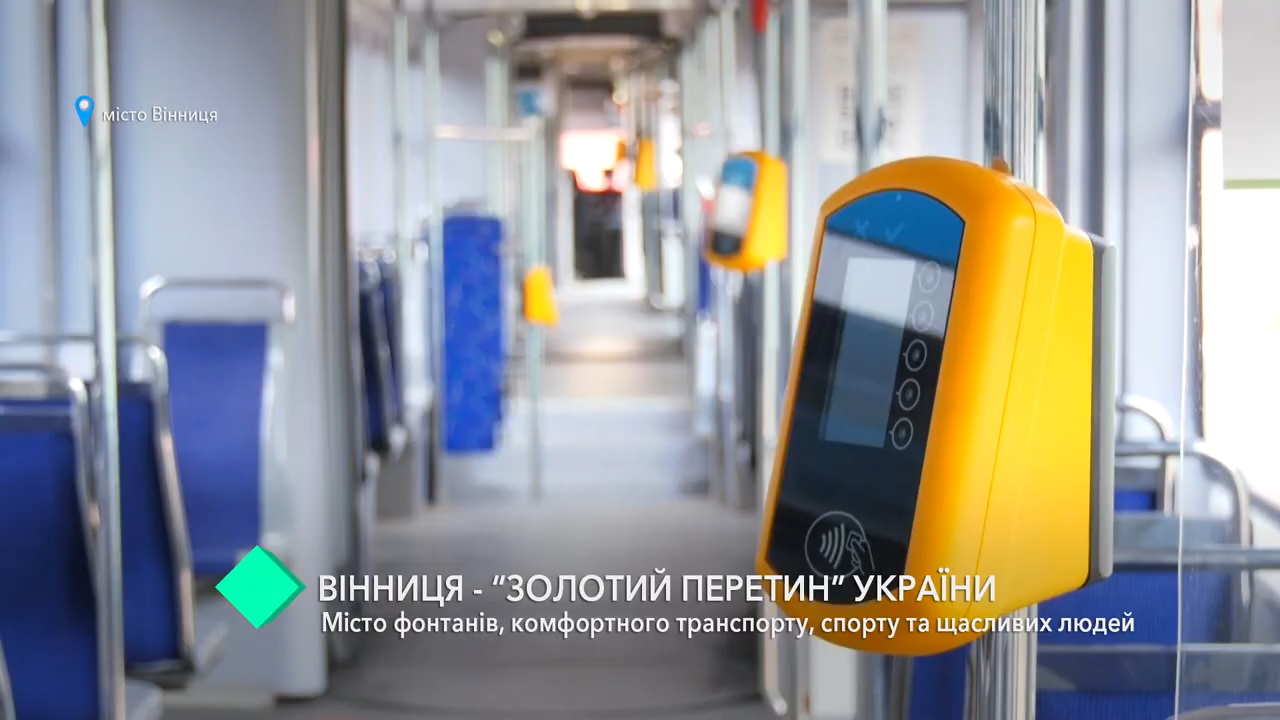 місто Вінниця
ВІННИЦЯ - “ЗОЛОТИЙ ПЕРЕТИН” УКРАЇНИ
Місто фонтанів, комфортного транспорту, спорту та щасливих людей